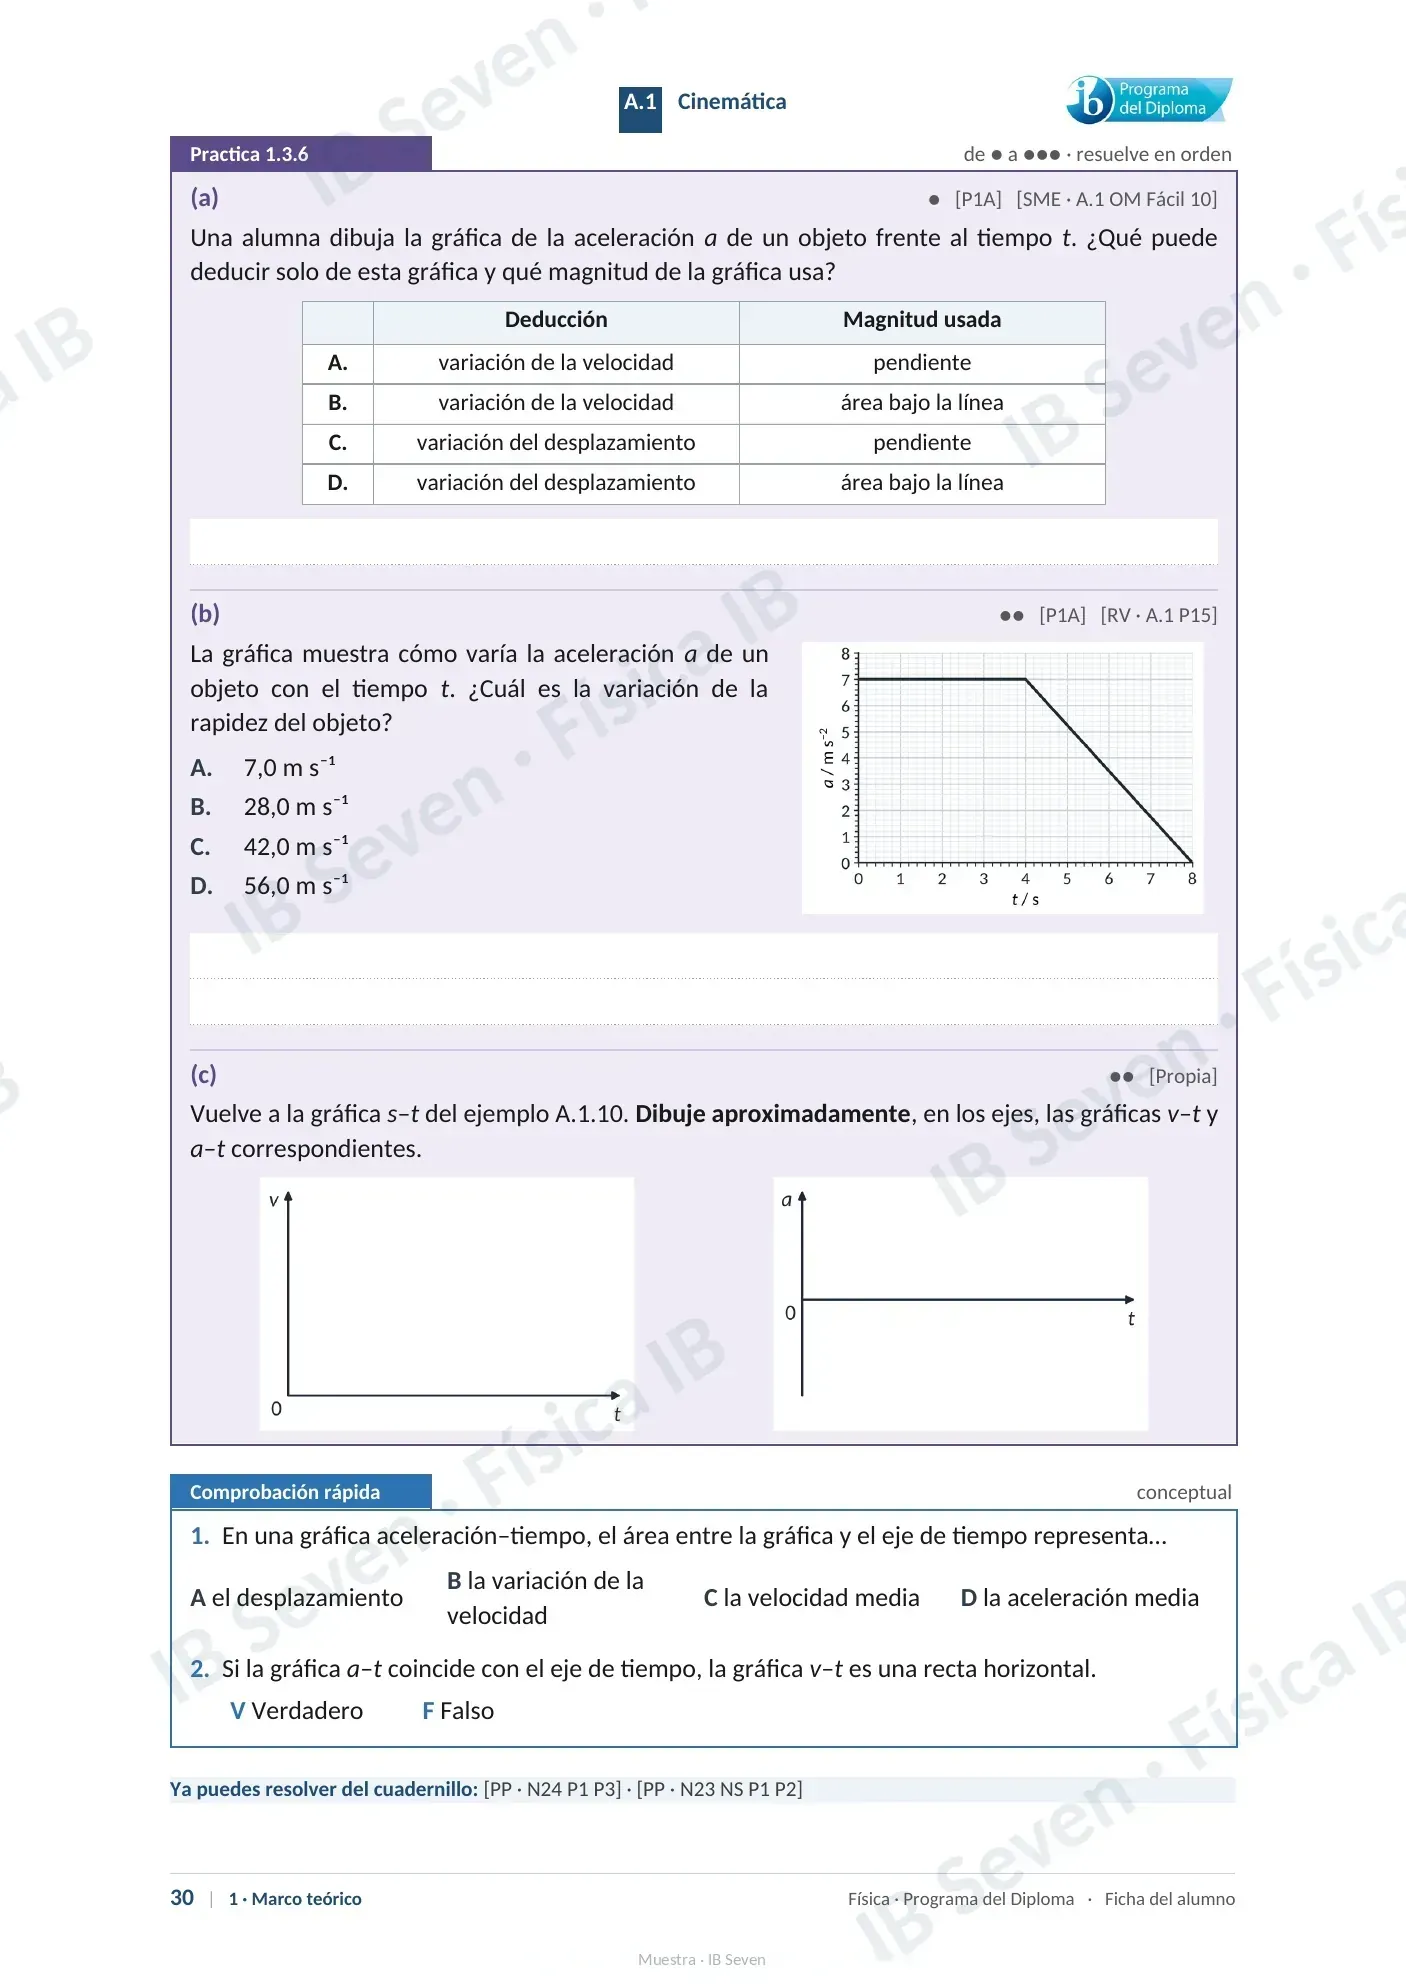 A.1 Cinemática
ib Programa
del Diploma
Practica 1.3.6
de ● a ●●● · resuelve en orden
(a)
● [P1A] [SME · A.1 OM Fácil 10]
Una alumna dibuja la gráfica de la aceleración a de un objeto frente al tiempo t. ¿Qué puede
deducir solo de esta gráfica y qué magnitud de la gráfica usa?
Deducción Magnitud usada
A. variación de la velocidad pendiente
B. variación de la velocidad área bajo la línea
C. variación del desplazamiento pendiente
D. variación del desplazamiento área bajo la línea
(b)
●● [P1A] [RV · A.1 P15]
La gráfica muestra cómo varía la aceleración a de un
objeto con el tiempo t. ¿Cuál es la variación de la
rapidez del objeto?
A. 7,0 m s⁻¹
B. 28,0 m s⁻¹
C. 42,0 m s⁻¹
D. 56,0 m s⁻¹
a / m s⁻²
8
7
6
5
4
3
2
1
0
0 1 2 3 4 5 6 7 8
t / s
(c)
●● [Propia]
Vuelve a la gráfica s–t del ejemplo A.1.10. Dibuje aproximadamente, en los ejes, las gráficas v–t y
a–t correspondientes.
v
0
t
a
0
t
Comprobación rápida
conceptual
1. En una gráfica aceleración–tiempo, el área entre la gráfica y el eje de tiempo representa...
A el desplazamiento
B la variación de la
velocidad
C la velocidad media
D la aceleración media
2. Si la gráfica a–t coincide con el eje de tiempo, la gráfica v–t es una recta horizontal.
V Verdadero F Falso
Ya puedes resolver del cuadernillo: [PP · N24 P1 P3] · [PP · N23 NS P1 P2]
30 | 1 · Marco teórico
Física · Programa del Diploma · Ficha del alumno
Muestra · IB Seven
IB Seven · Física IB